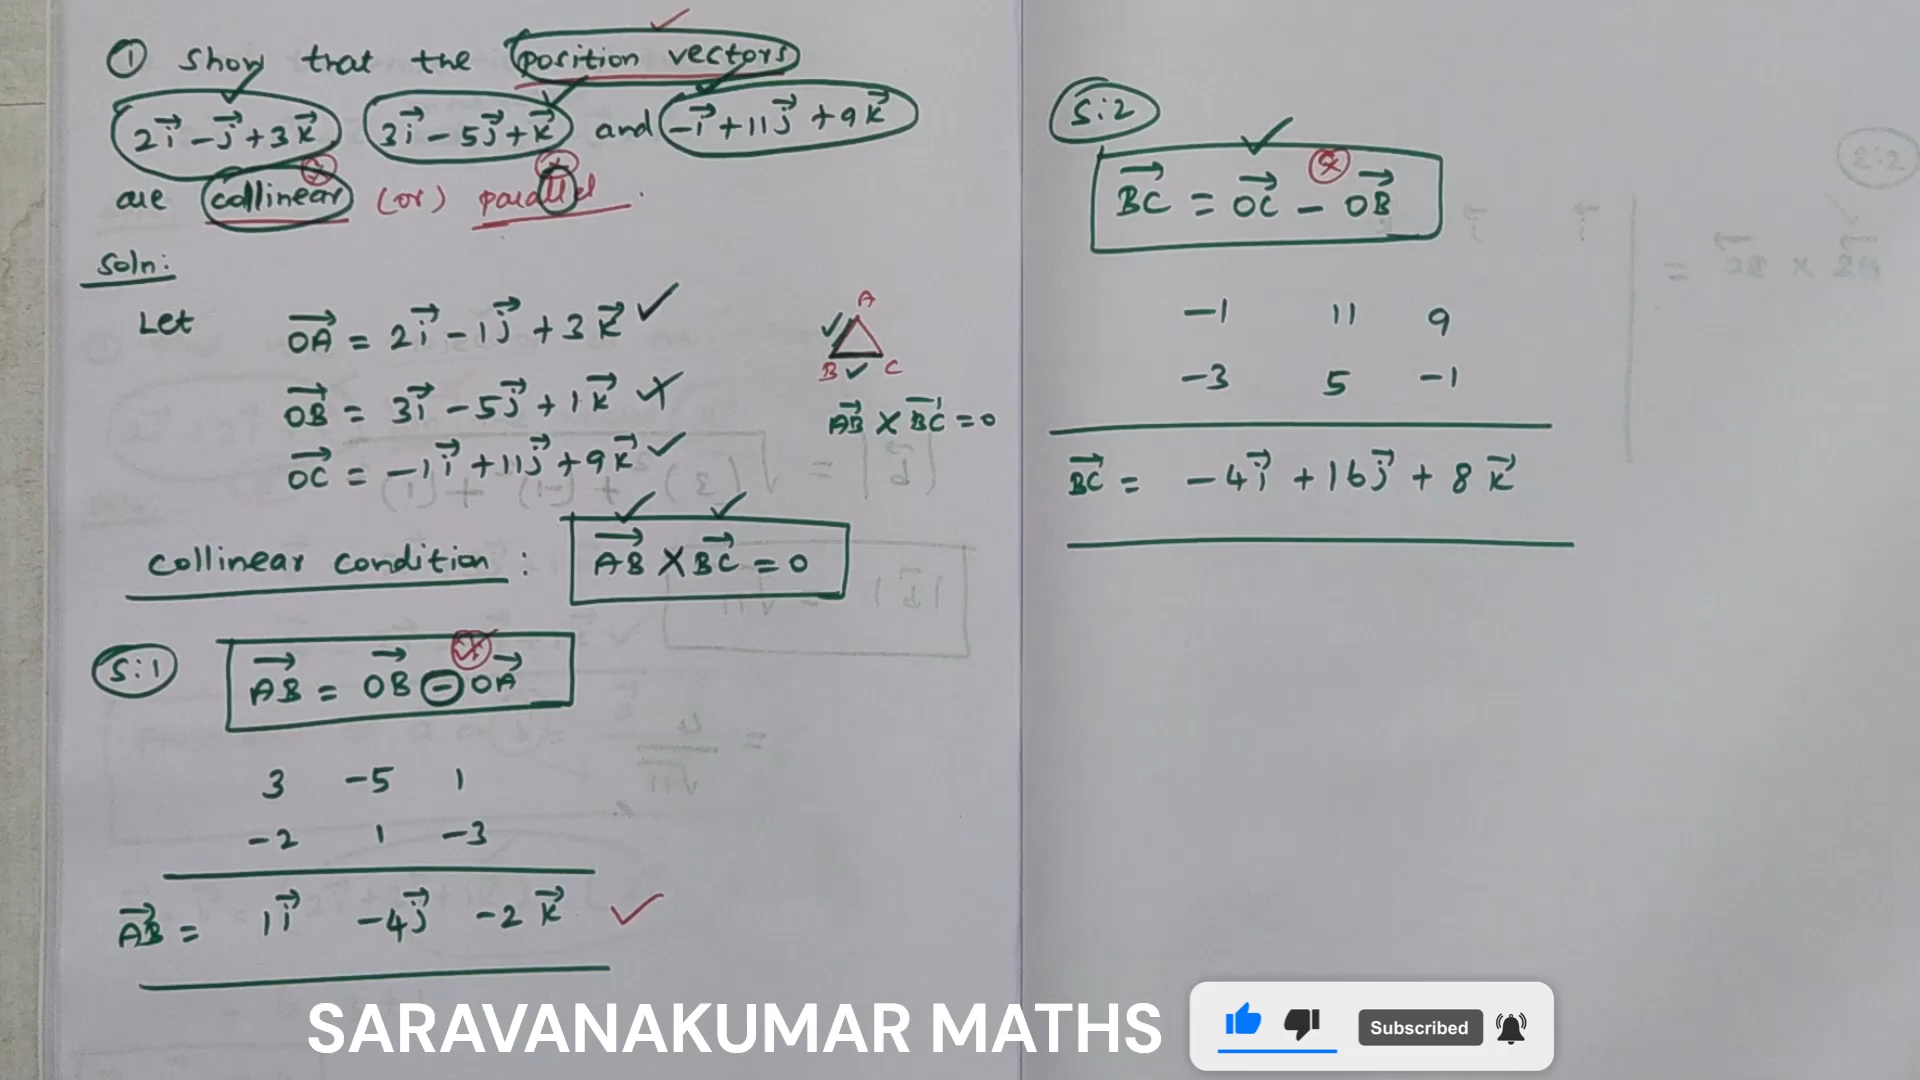 ① Show that the position vectors
2i⃗ - j⃗ + 3k⃗ 3i⃗ - 5j⃗ + k⃗ and -i⃗ + 11j⃗ + 9k⃗
are collinear (or) parallel.
Soln:
Let OA⃗ = 2i⃗ - 1j⃗ + 3k⃗
OB⃗ = 3i⃗ - 5j⃗ + 1k⃗
OC⃗ = -1i⃗ + 11j⃗ + 9k⃗
A
B C
AB⃗ × BC⃗ = 0
Collinear condition : AB⃗ × BC⃗ = 0
S:1
AB⃗ = OB⃗ - OA⃗
3 -5 1
-2 1 -3
AB⃗ = 1i⃗ -4j⃗ -2k⃗
S:2
BC⃗ = OC⃗ - OB⃗
-1 11 9
-3 5 -1
BC⃗ = -4i⃗ + 16j⃗ + 8k⃗
SARAVANAKUMAR MATHS
Subscribed